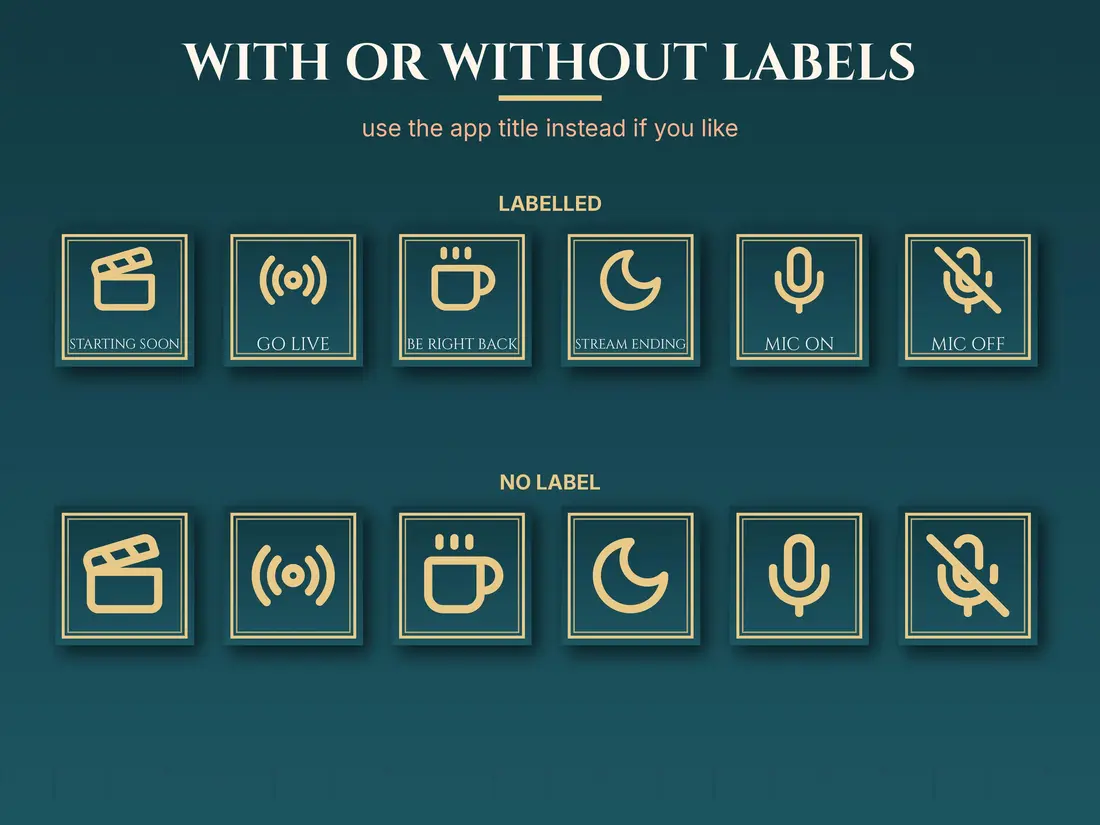 WITH OR WITHOUT LABELS
use the app title instead if you like
LABELLED
STARTING SOON
GO LIVE
BE RIGHT BACK
STREAM ENDING
MIC ON
MIC OFF
NO LABEL